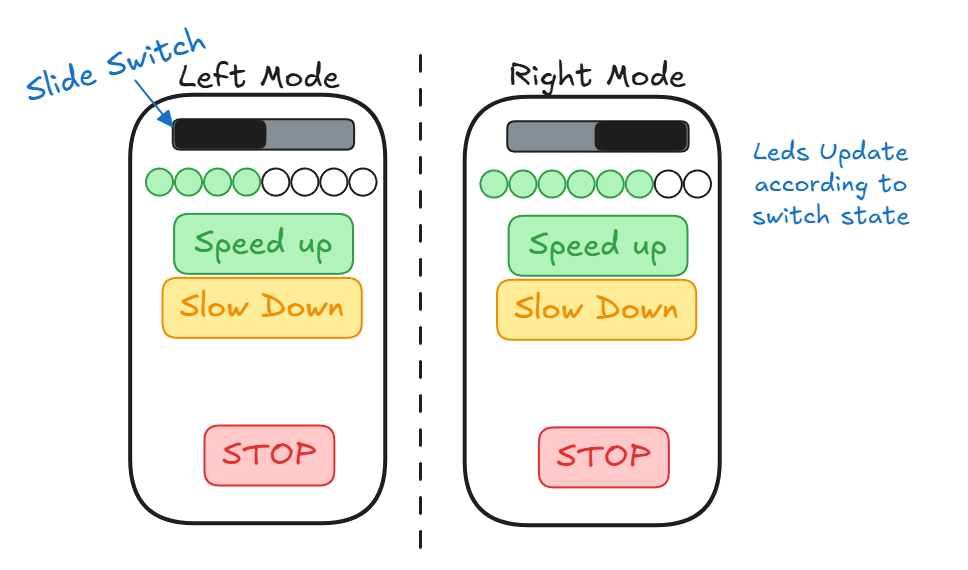 Slide Switch
Left Mode
Right Mode
Speed up
Slow Down
STOP
Speed up
Slow Down
STOP
Leds Update
according to
switch state